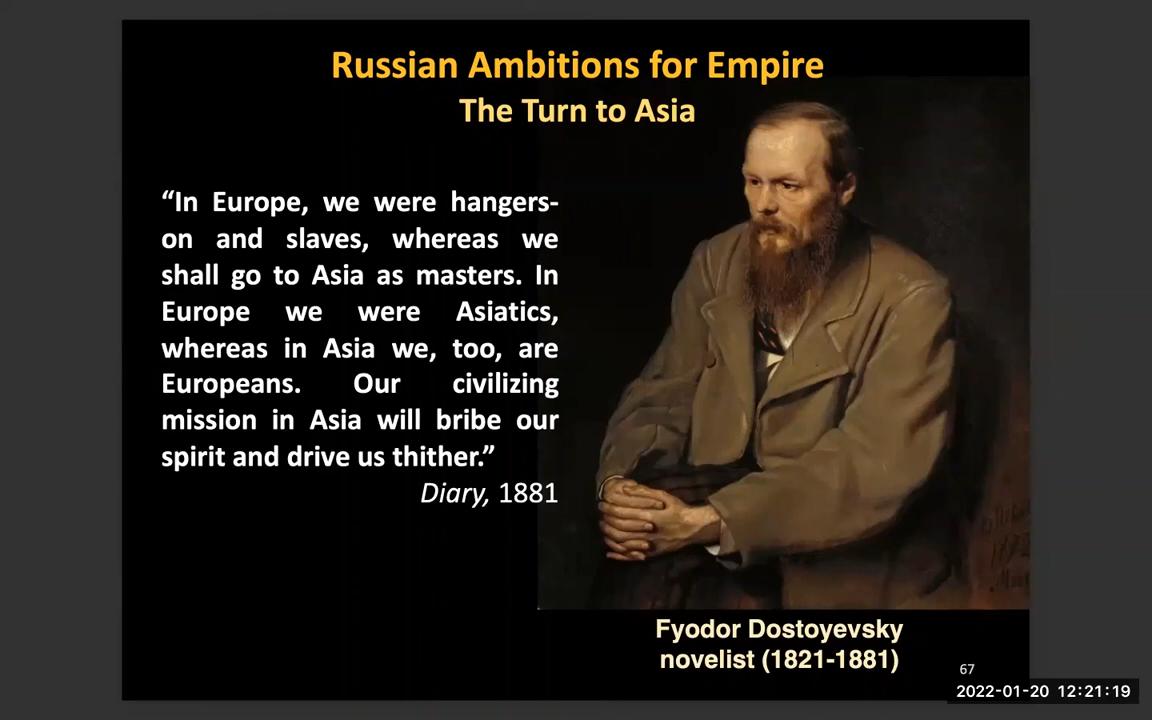 Russian Ambitions for Empire
The Turn to Asia
“In Europe, we were hangers-
on and slaves, whereas we
shall go to Asia as masters. In
Europe we were Asiatics,
whereas in Asia we, too, are
Europeans. Our civilizing
mission in Asia will bribe our
spirit and drive us thither.”
Diary, 1881
Fyodor Dostoyevsky
novelist (1821-1881)
67
2022-01-20 12:21:19